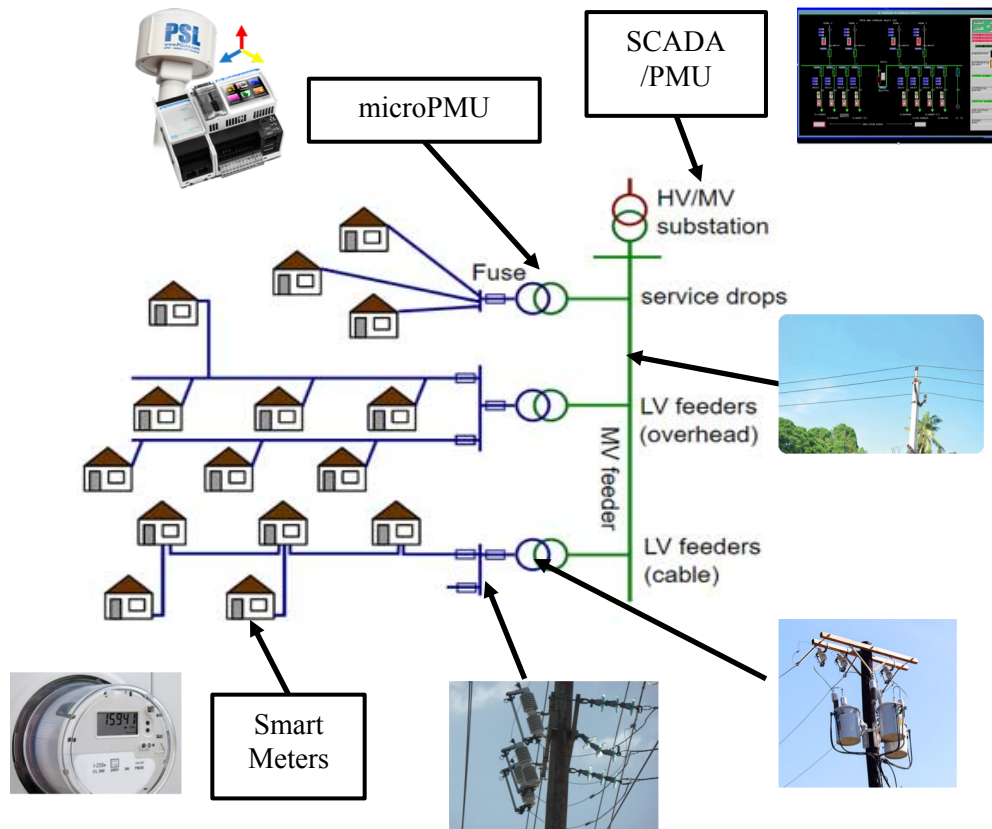 PSL
microPMU
SCADA
/PMU
HV/MV
substation
Fuse
service drops
LV feeders
(overhead)
MV feeder
LV feeders
(cable)
15941
Smart
Meters